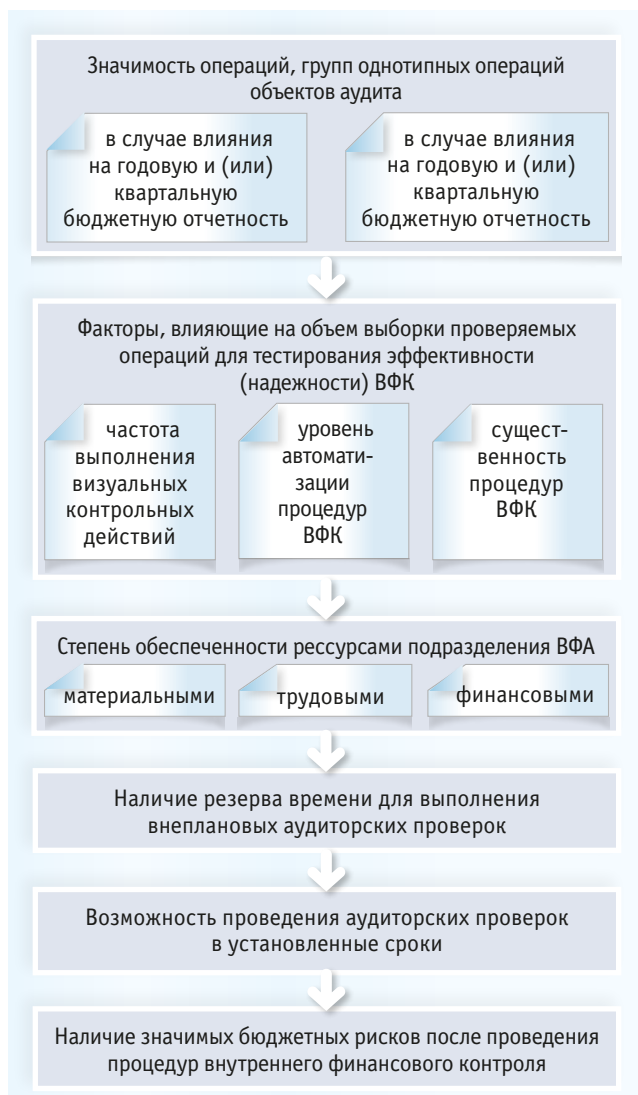 Значимость операций, групп однотипных операций
объектов аудита
в случае влияния
на годовую и (или)
квартальную
бюджетную отчетность
в случае влияния
на годовую и (или)
квартальную
бюджетную отчетность
Факторы, влияющие на объем выборки проверяемых
операций для тестирования эффективности
(надежности) ВФК
частота
выполнения
визуальных
контрольных
действий
уровень
автомати-
зации
процедур
ВФК
сущест-
венность
процедур
ВФК
Степень обеспеченности рессурсами подразделения ВФА
материальными
трудовыми
финансовыми
Наличие резерва времени для выполнения
внеплановых аудиторских проверок
Возможность проведения аудиторских проверок
в установленные сроки
Наличие значимых бюджетных рисков после проведения
процедур внутреннего финансового контроля